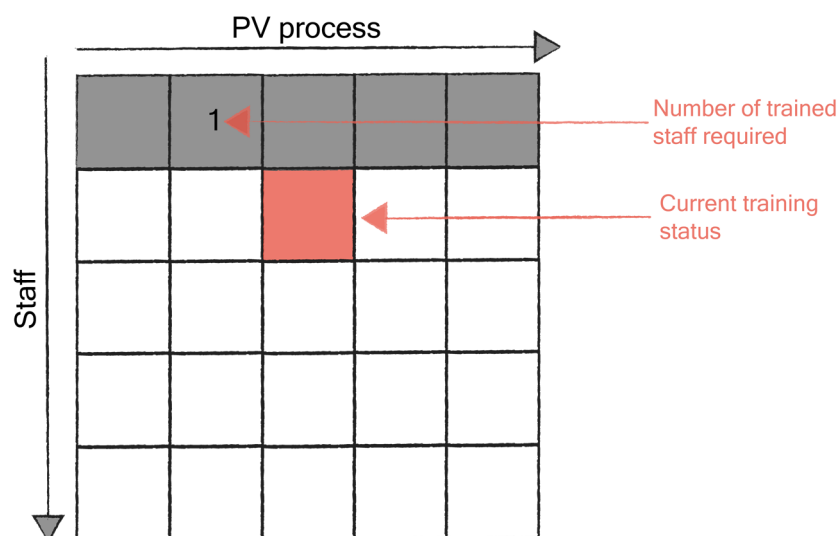 PV process
1
Number of trained
staff required
Current training
status
Staff